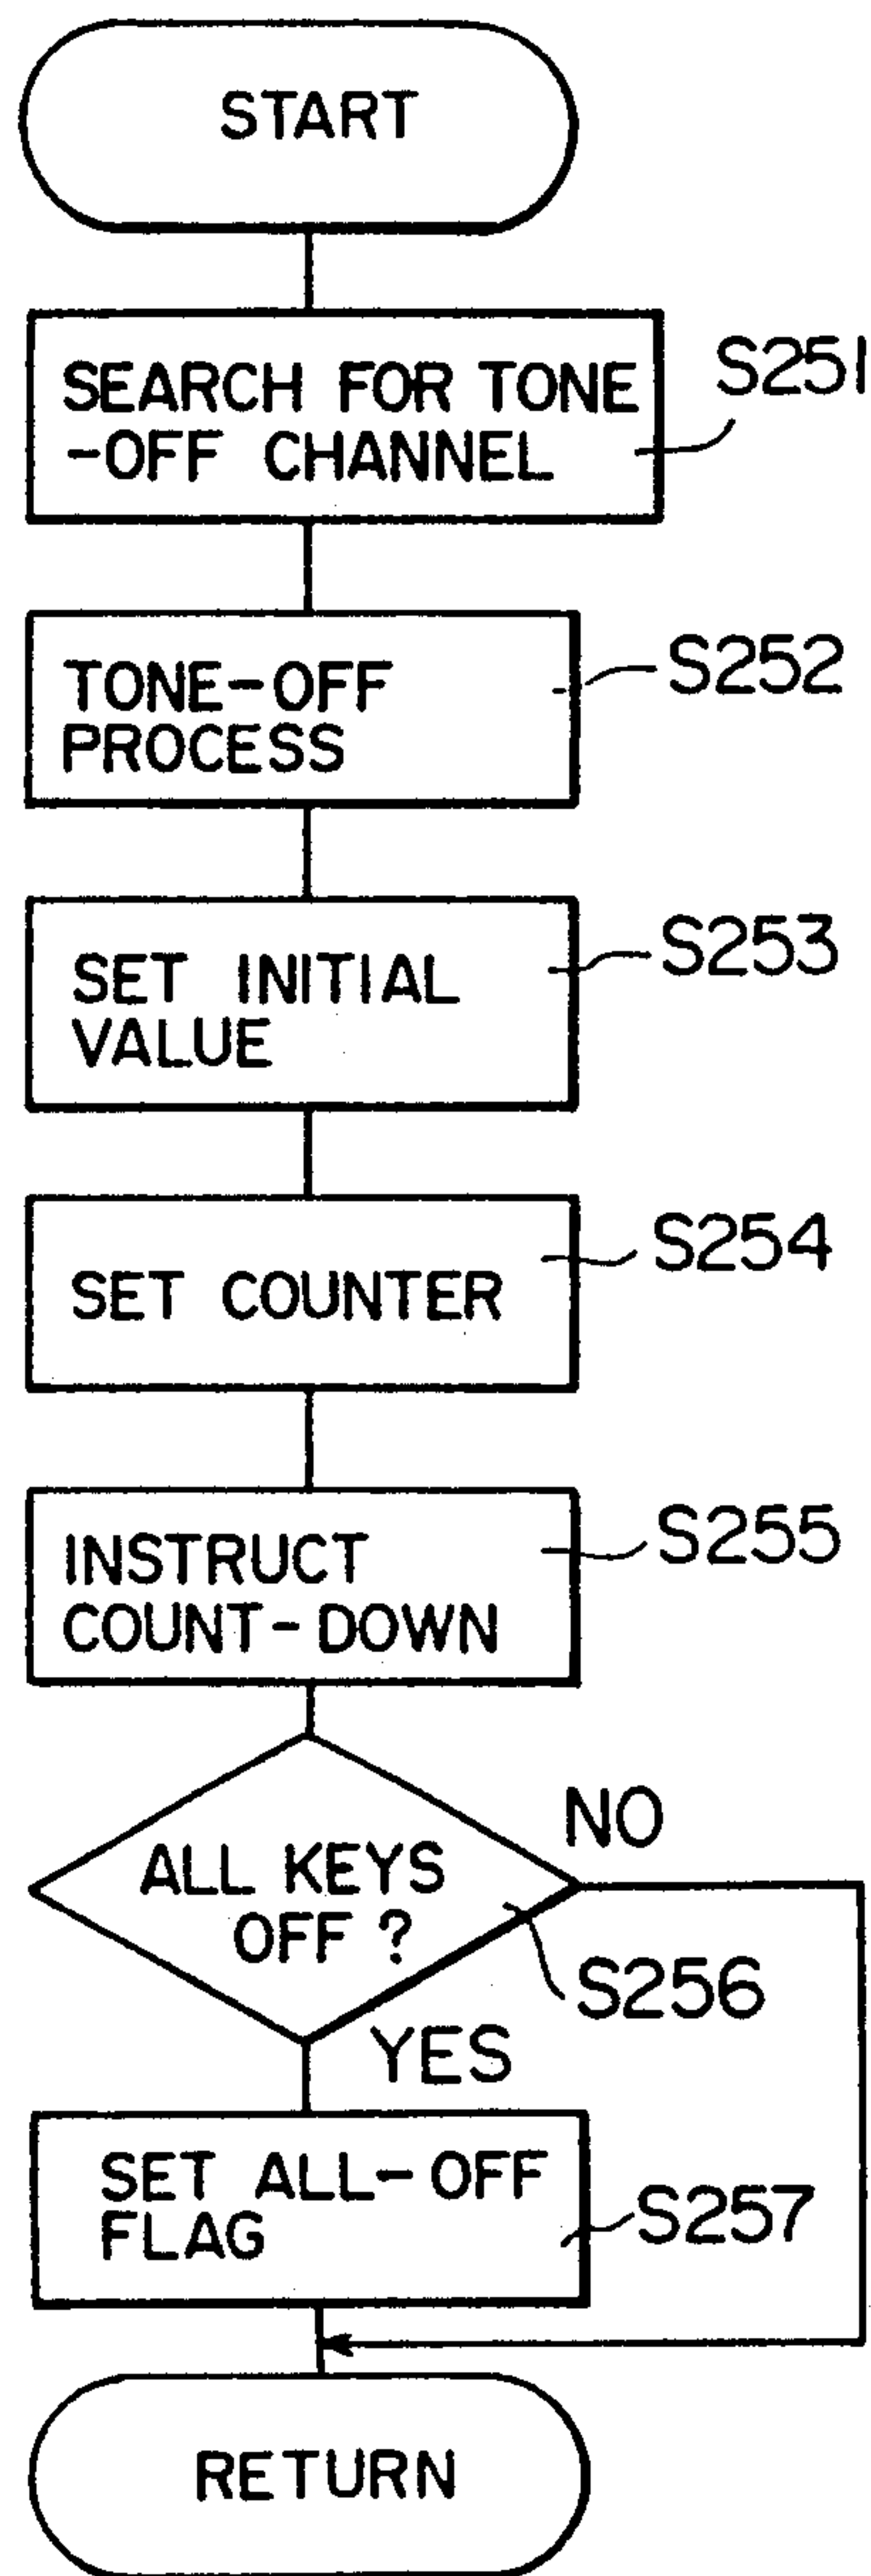 START
SEARCH FOR TONE
-OFF CHANNEL
S251
TONE-OFF
PROCESS
S252
SET INITIAL
VALUE
S253
SET COUNTER
S254
INSTRUCT
COUNT-DOWN
S255
ALL KEYS
OFF ?
NO
S256
YES
SET ALL-OFF
FLAG
S257
RETURN